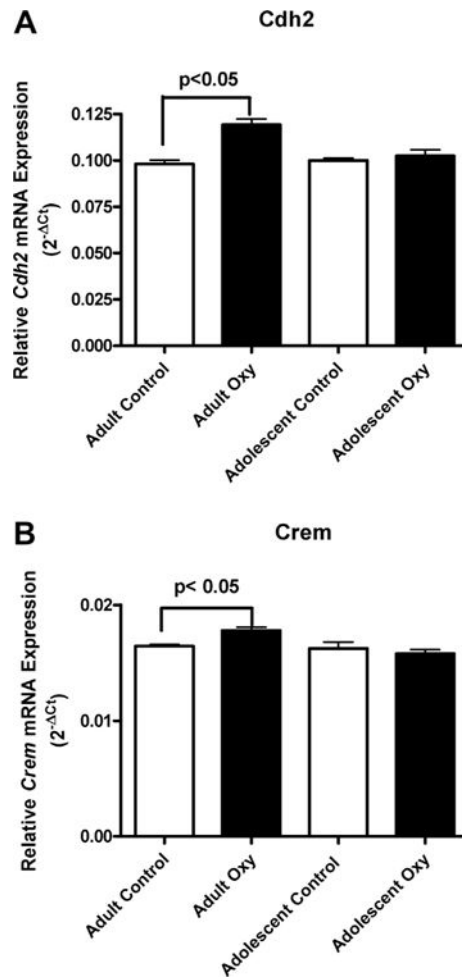 A
Cdh2
p<0.05
Relative Cdh2 mRNA Expression
(2-ΔCt)
0.125
0.100
0.075
0.050
0.025
0.000
Adult Control
Adult Oxy
Adolescent Control
Adolescent Oxy
B
Crem
p< 0.05
Relative Crem mRNA Expression
(2-ΔCt)
0.02
0.01
0.00
Adult Control
Adult Oxy
Adolescent Control
Adolescent Oxy